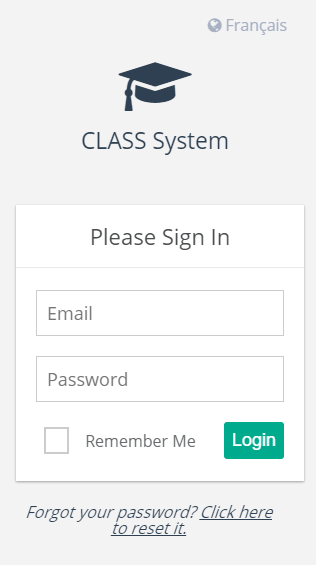 Français
CLASS System
Please Sign In
Email
Password
Remember Me
Login
Forgot your password? Click here
to reset it.